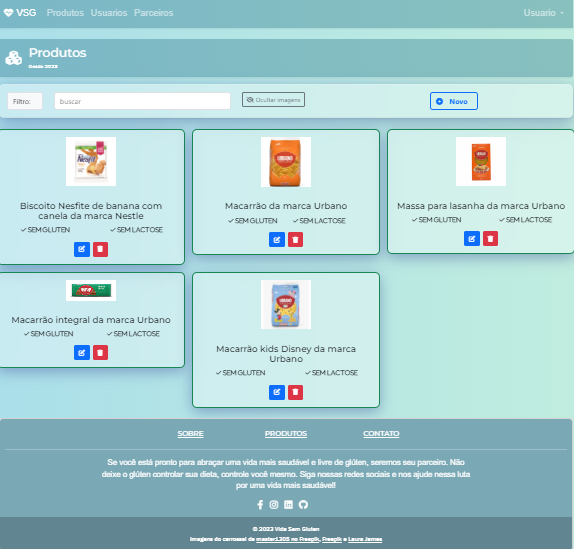 VSG Produtos Usuarios Parceiros Usuario
Produtos
Desde 2023
Filtro: buscar Ocultar imagens Novo
Biscoito Nesfite de banana com
canela da marca Nestle
SEM GLUTEN SEM LACTOSE
Macarrão da marca Urbano
SEM GLUTEN SEM LACTOSE
Massa para lasanha da marca Urbano
SEM GLUTEN SEM LACTOSE
Macarrão integral da marca Urbano
SEM GLUTEN SEM LACTOSE
Macarrão kids Disney da marca
Urbano
SEM GLUTEN SEM LACTOSE
SOBRE PRODUTOS CONTATO
Se você está pronto para abraçar uma vida mais saudável e livre de glúten, seremos seu parceiro. Não
deixe o glúten controlar sua dieta, controle você mesmo. Siga nossas redes sociais e nos ajude nessa luta
por uma vida mais saudável!
© 2023 Vida Sem Gluten
Imagens do carrossel de master1305 no Freepik, Freepik e Laura James